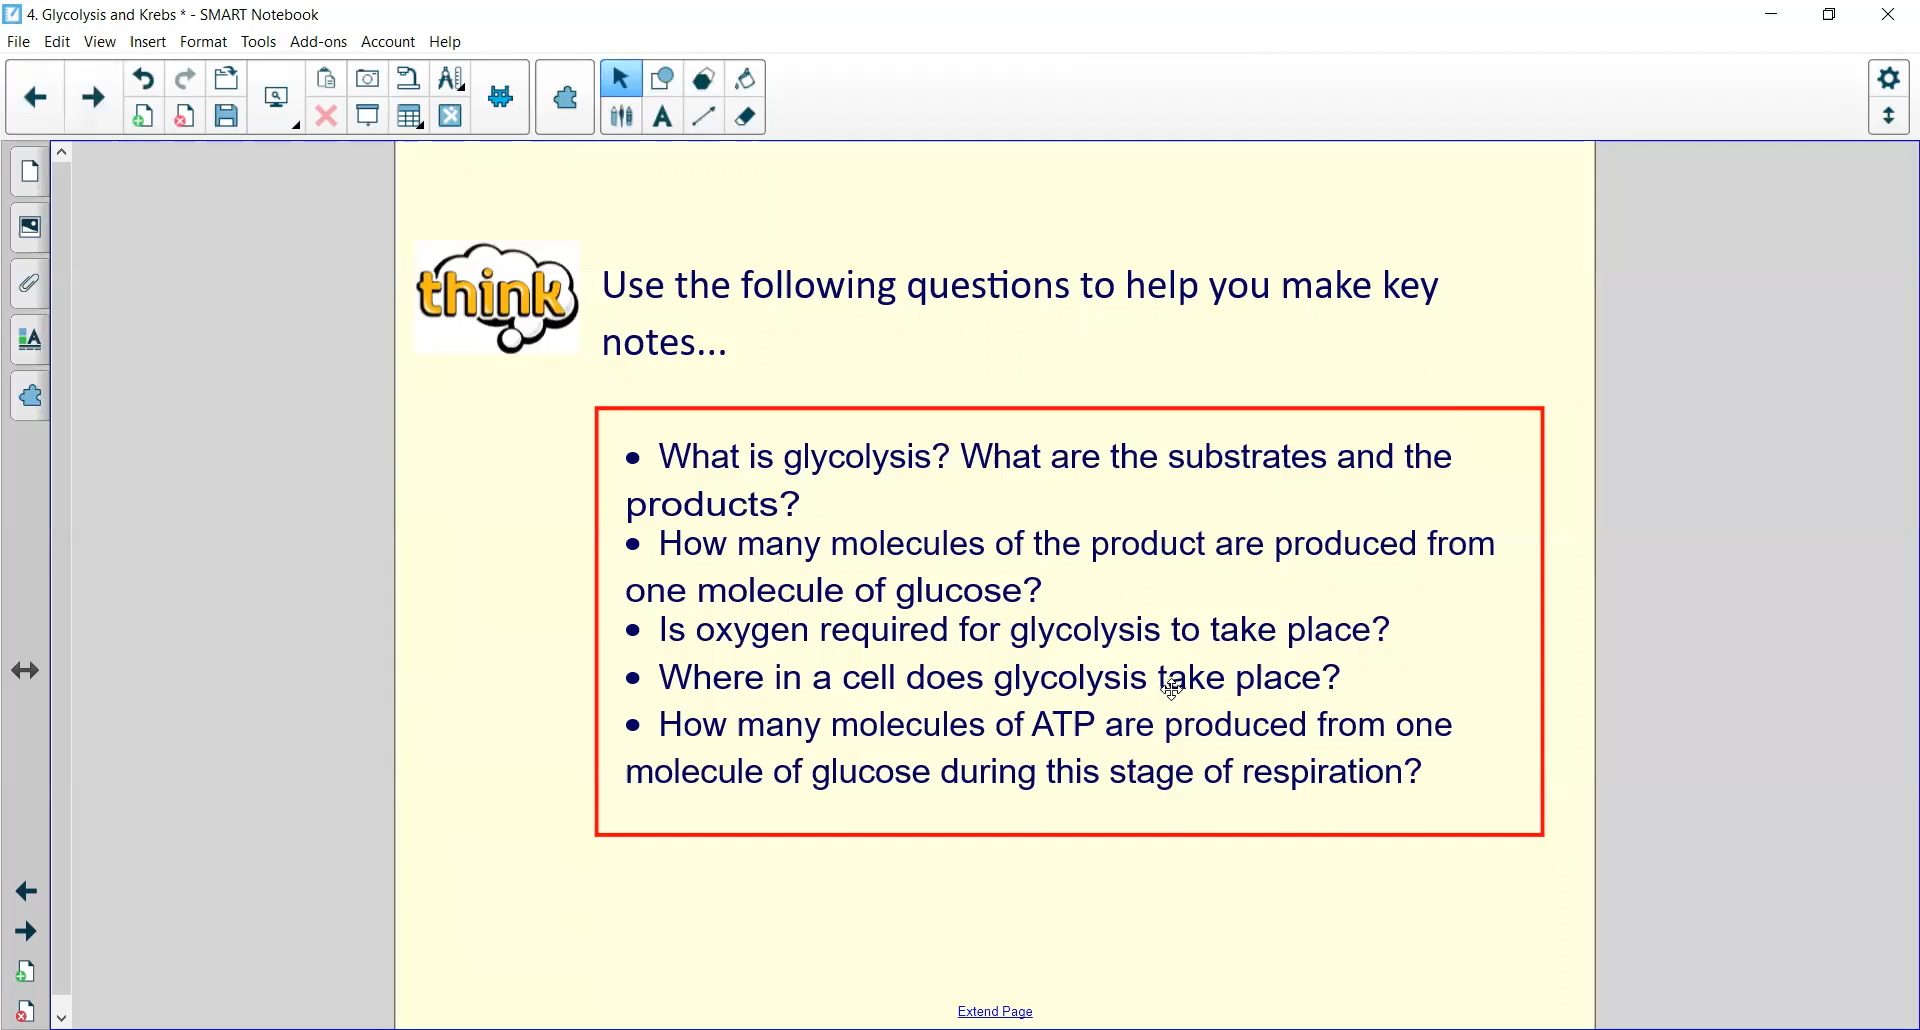 4. Glycolysis and Krebs * - SMART Notebook
File Edit View Insert Format Tools Add-ons Account Help
think
Use the following questions to help you make key
notes...
• What is glycolysis? What are the substrates and the
products?
• How many molecules of the product are produced from
one molecule of glucose?
• Is oxygen required for glycolysis to take place?
• Where in a cell does glycolysis take place?
• How many molecules of ATP are produced from one
molecule of glucose during this stage of respiration?
Extend Page